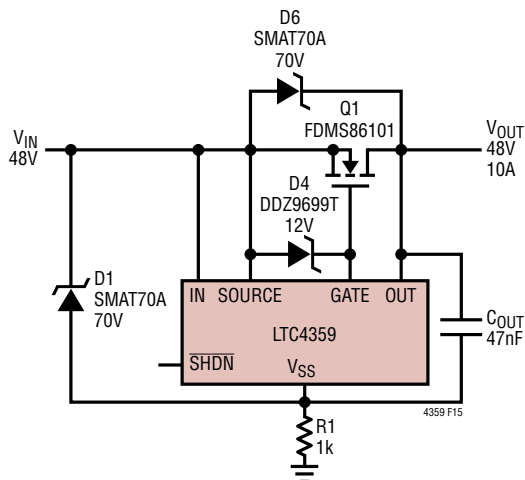 D6
SMAT70A
70V
Q1
FDMS86101
VIN
48V
VOUT
48V
10A
D4
DDZ9699T
12V
D1
SMAT70A
70V
IN SOURCE GATE OUT
LTC4359
SHDN
VSS
COUT
47nF
4359 F15
R1
1k